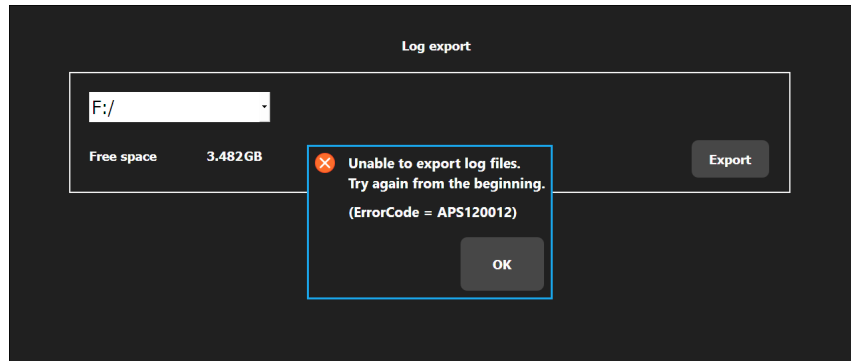 Log export
F:/
Free space 3.482GB
Export
Unable to export log files.
Try again from the beginning.
(ErrorCode = APS120012)
OK